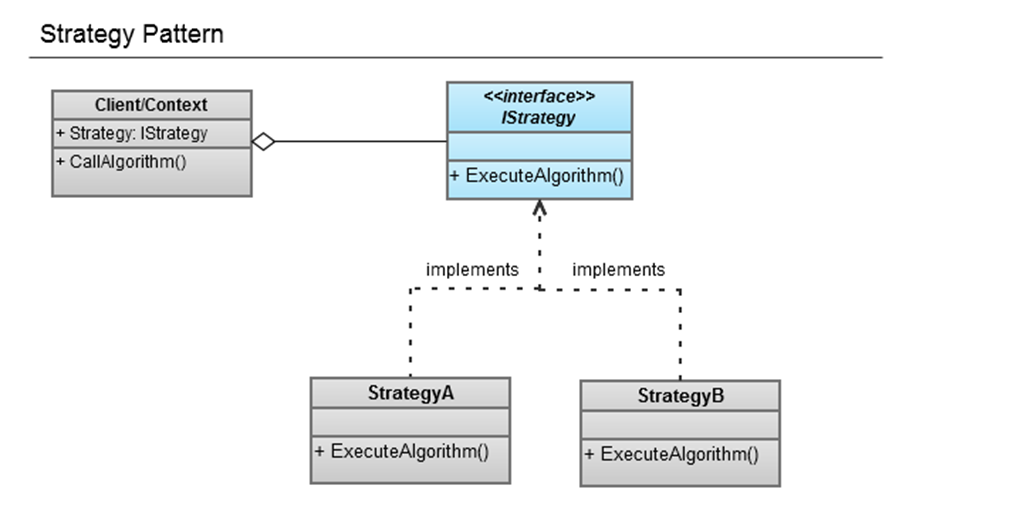 Strategy Pattern
Client/Context
+ Strategy: IStrategy
+ CallAlgorithm()
<<interface>>
IStrategy
+ ExecuteAlgorithm()
implements
implements
StrategyA
+ ExecuteAlgorithm()
StrategyB
+ ExecuteAlgorithm()